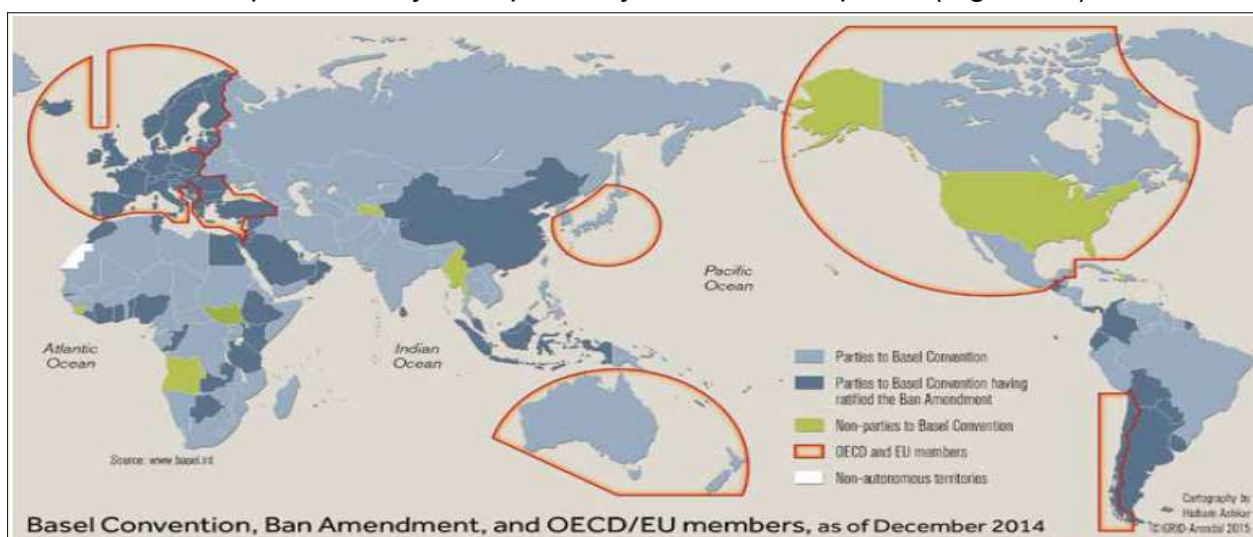 Atlantic
Ocean
Indian
Ocean
Pacific
Ocean
Parties to Basel Convention
Parties to Basel Convention having
ratified the Ban Amendment
Non-parties to Basel Convention
OECD and EU members
Non-autonomous territories
Source: www.basel.int
Cartography by
Hisham Ashkar
© GRID-Arendal 2015
Basel Convention, Ban Amendment, and OECD/EU members, as of December 2014